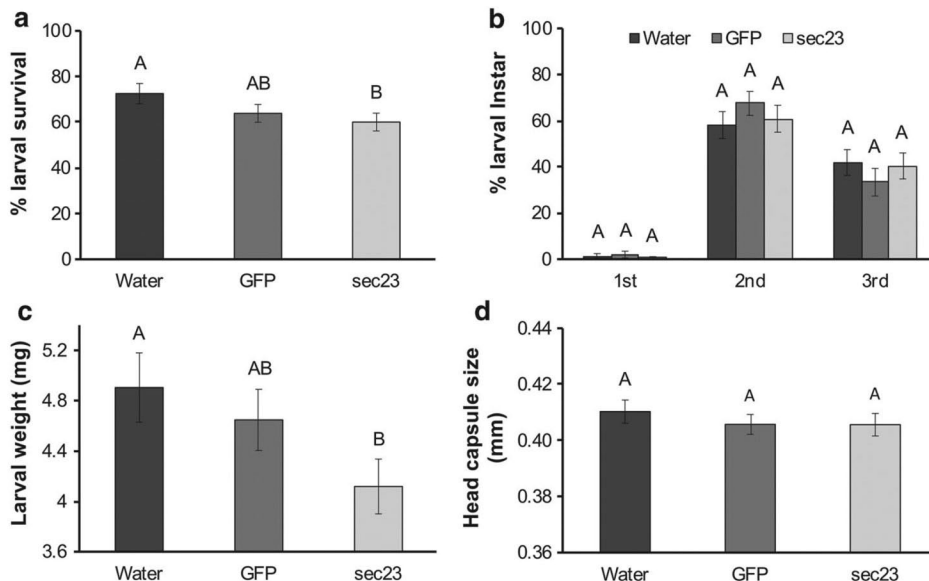 a
100
80
60
40
20
0
% larval survival
A
AB
B
Water
GFP
sec23
b
Water
GFP
sec23
100
80
60
40
20
0
% larval Instar
A
A
A
A
A
A
A
A
A
1st
2nd
3rd
c
5.2
4.8
4.4
4
3.6
Larval weight (mg)
A
AB
B
Water
GFP
sec23
d
0.44
0.42
0.40
0.38
0.36
Head capsule size
(mm)
A
A
A
Water
GFP
sec23